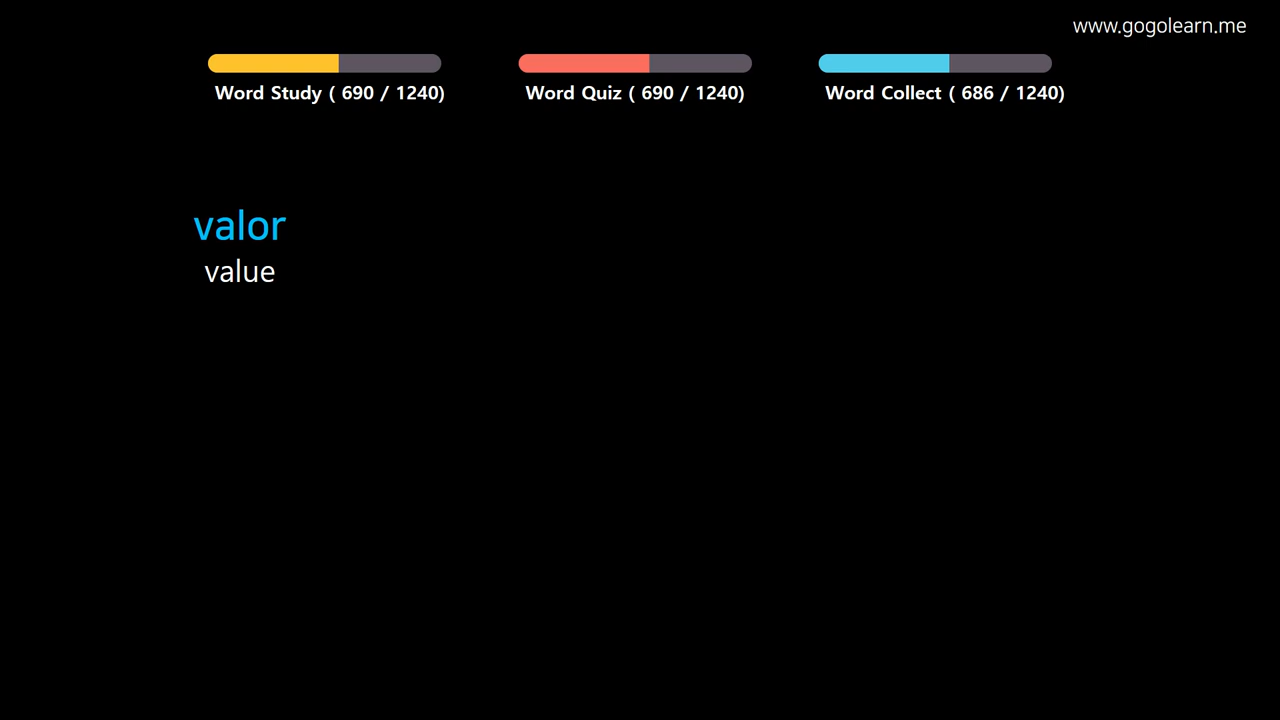 www.gogolearn.me
Word Study ( 690 / 1240)
Word Quiz ( 690 / 1240)
Word Collect ( 686 / 1240)
valor
value